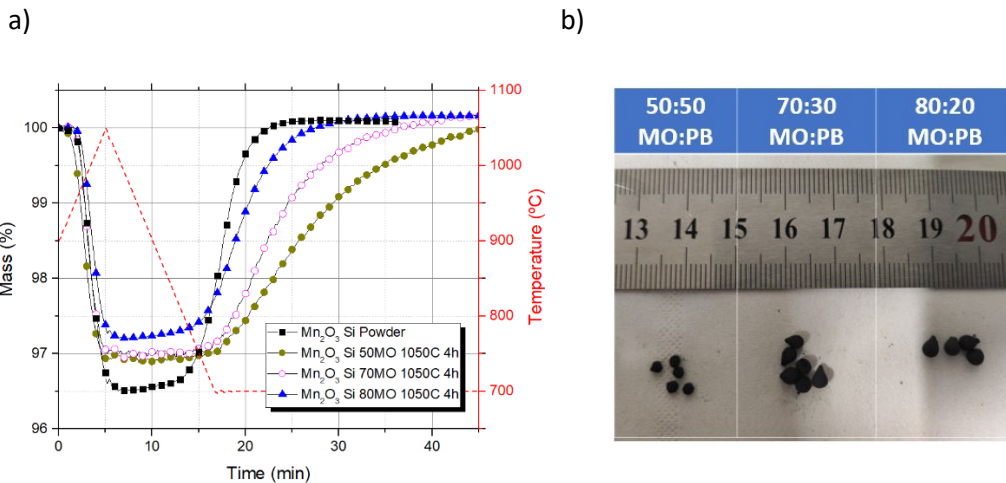 a)
b)
100
99
98
97
96
Mass (%)
0
10
20
30
40
Time (min)
1100
1000
900
800
700
Temperature (ºC)
Mn₂O₃ Si Powder
Mn₂O₃ Si 50MO 1050C 4h
Mn₂O₃ Si 70MO 1050C 4h
Mn₂O₃ Si 80MO 1050C 4h
50:50
MO:PB
70:30
MO:PB
80:20
MO:PB
13 14 15 16 17 18 19 20